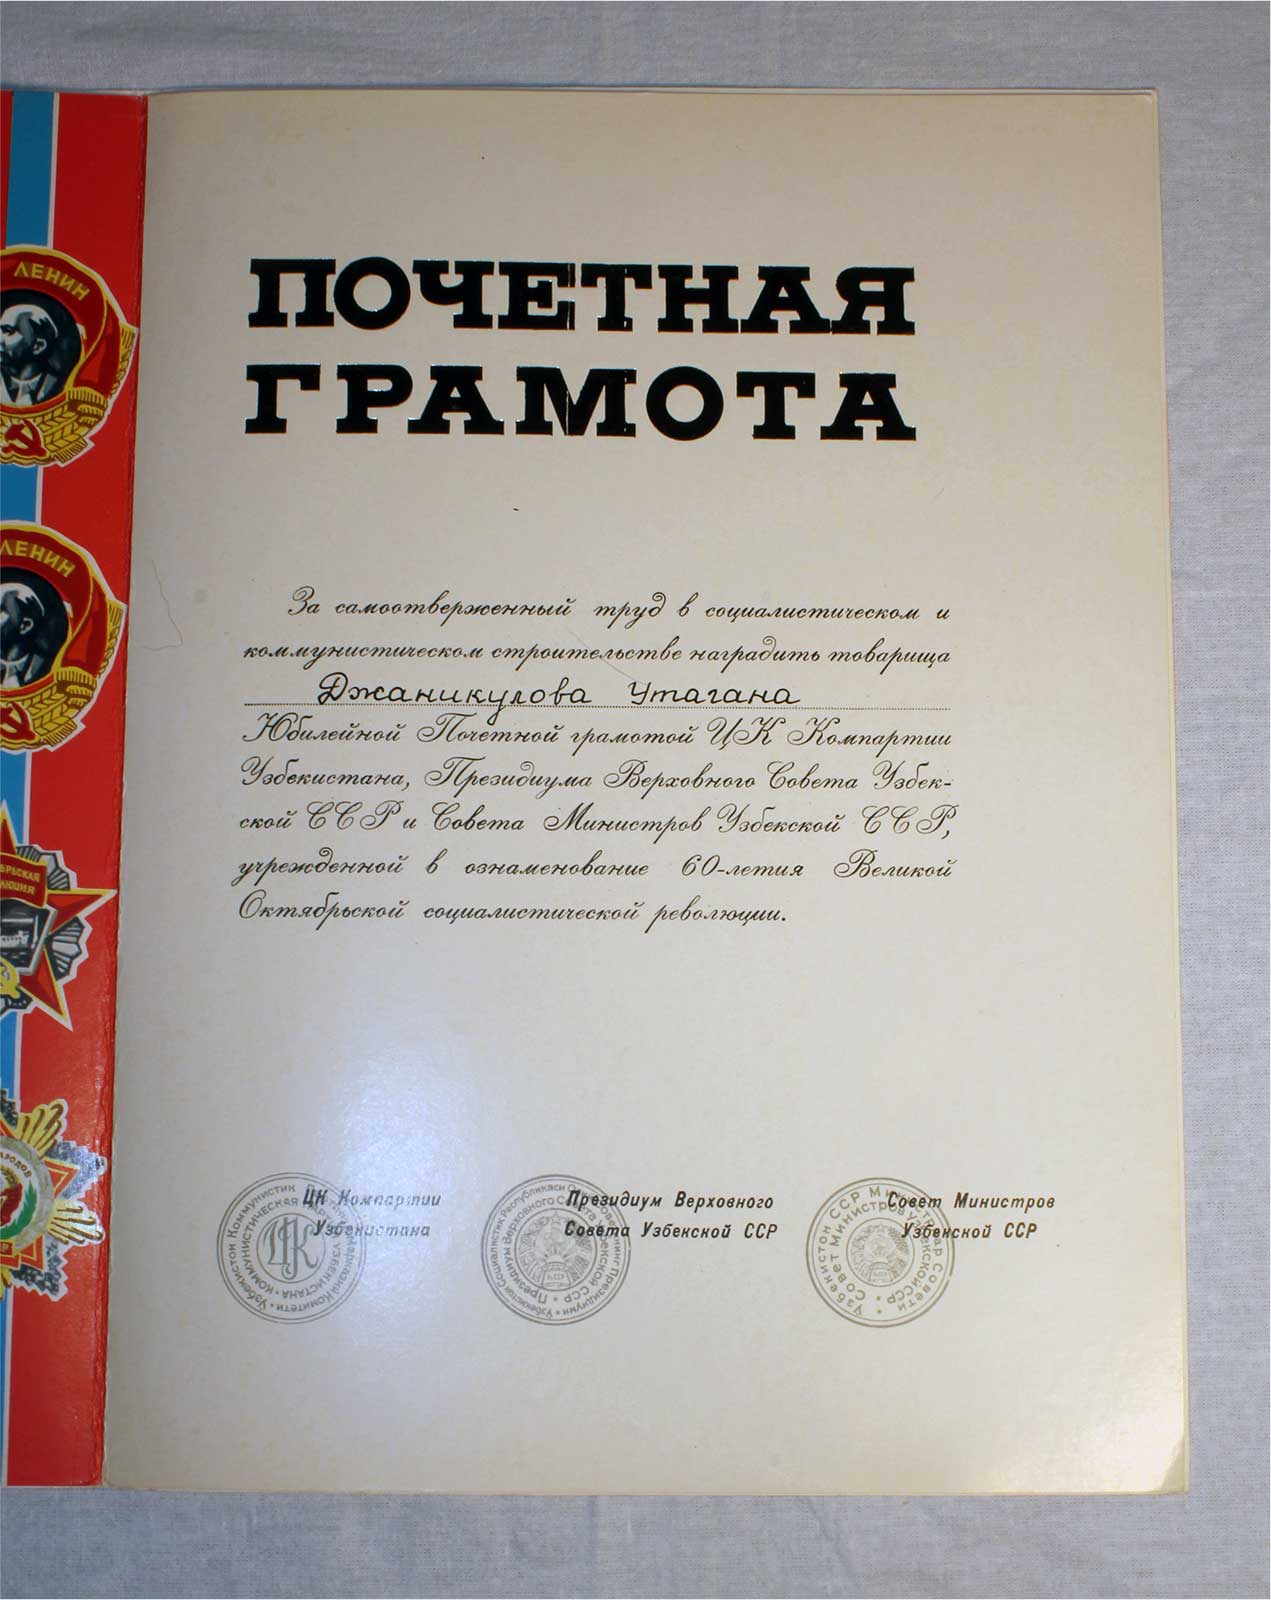 ПОЧЕТНАЯ
ГРАМОТА
За самоотверженный труд в социалистическом и
коммунистическом строительстве наградить товарища
Джаникулова Утагана
Юбилейной Почетной грамотой ЦК Компартии
Узбекистана, Президиума Верховного Совета Узбек-
ской ССР и Совета Министров Узбекской ССР,
учрежденной в ознаменование 60-летия Великой
Октябрьской социалистической революции.
ЦК Компартии
Узбекистана
Президиум Верховного
Совета Узбекской ССР
Совет Министров
Узбекской ССР
ЛЕНИН
ЛЕНИН
ЦК